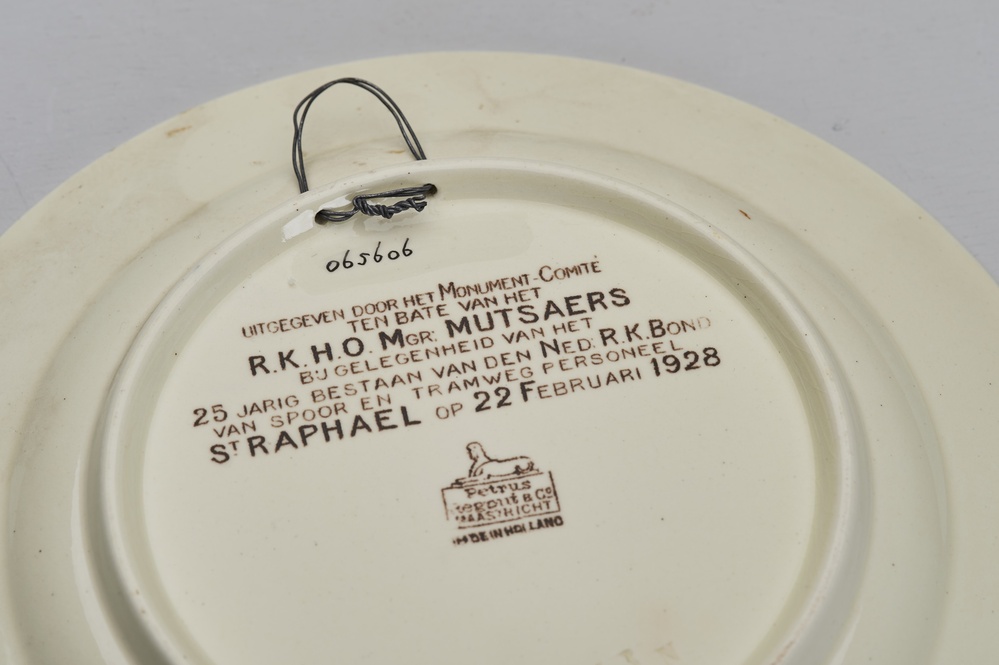 065606
UITGEGEVEN DOOR HET MONUMENT-COMITÉ
TEN BATE VAN HET
R.K.H.O. MGR: MUTSAERS
BIJ GELEGENHEID VAN HET
25 JARIG BESTAAN VAN DEN NED: R.K. BOND
VAN SPOOR EN TRAMWEG PERSONEEL
ST RAPHAEL OP 22 FEBRUARI 1928
Petrus
Regout & Co
MAASTRICHT
MADE IN HOLLAND